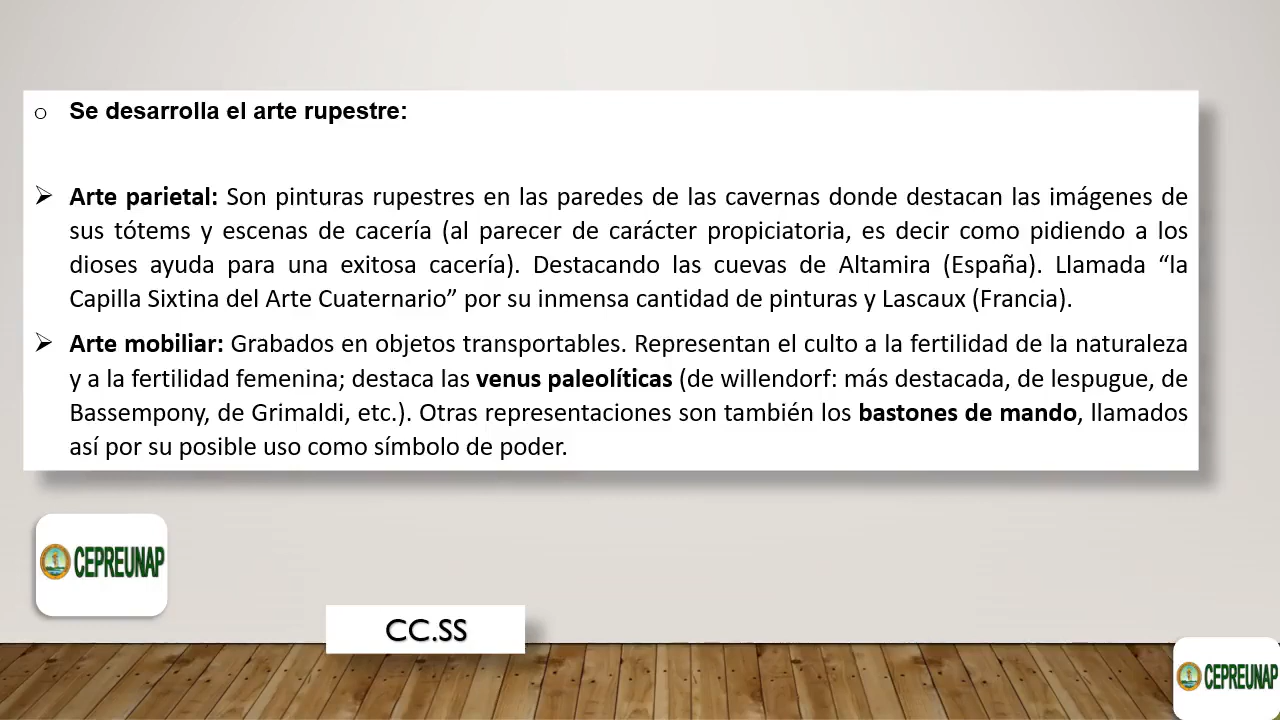 o Se desarrolla el arte rupestre:
➢ Arte parietal: Son pinturas rupestres en las paredes de las cavernas donde destacan las imágenes de
sus tótems y escenas de cacería (al parecer de carácter propiciatoria, es decir como pidiendo a los
dioses ayuda para una exitosa cacería). Destacando las cuevas de Altamira (España). Llamada “la
Capilla Sixtina del Arte Cuaternario” por su inmensa cantidad de pinturas y Lascaux (Francia).
➢ Arte mobiliar: Grabados en objetos transportables. Representan el culto a la fertilidad de la naturaleza
y a la fertilidad femenina; destaca las venus paleolíticas (de willendorf: más destacada, de lespugue, de
Bassempony, de Grimaldi, etc.). Otras representaciones son también los bastones de mando, llamados
así por su posible uso como símbolo de poder.
CEPREUNAP
CC.SS
CEPREUNAP